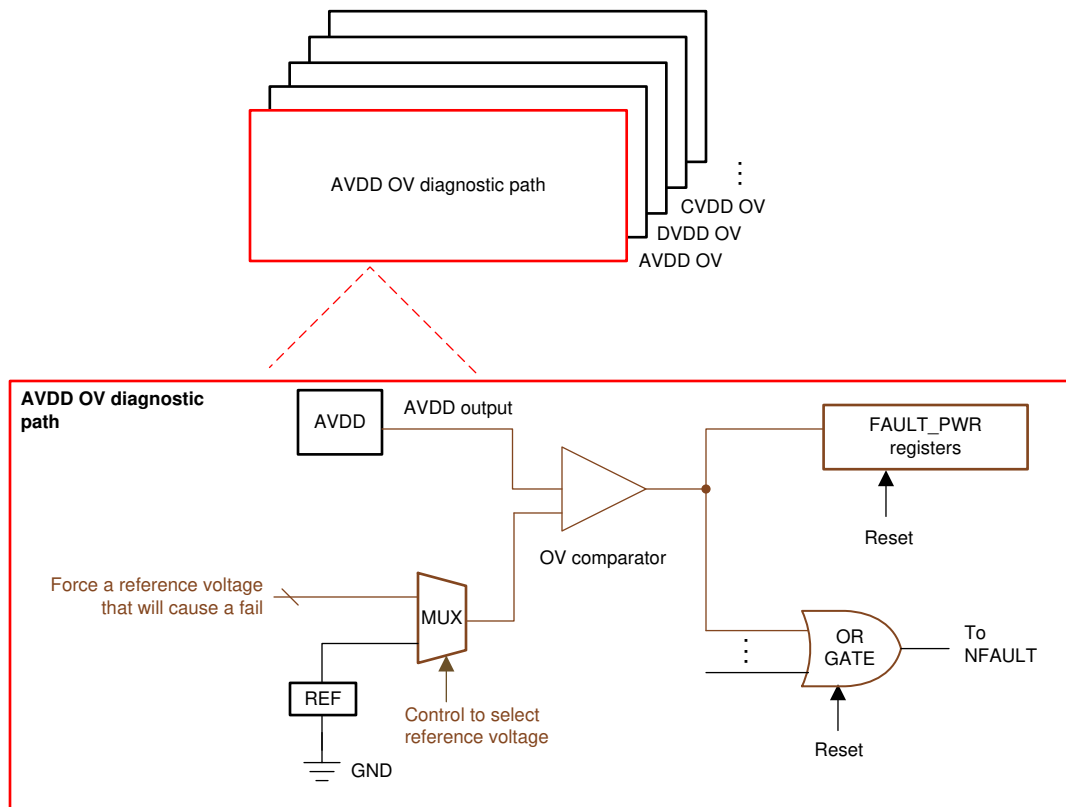 AVDD OV diagnostic path
⋮
CVDD OV
DVDD OV
AVDD OV
AVDD OV diagnostic
path
AVDD
AVDD output
FAULT_PWR
registers
Reset
OV comparator
Force a reference voltage
that will cause a fail
MUX
OR
GATE
⋮
To
NFAULT
REF
Control to select
reference voltage
Reset
GND